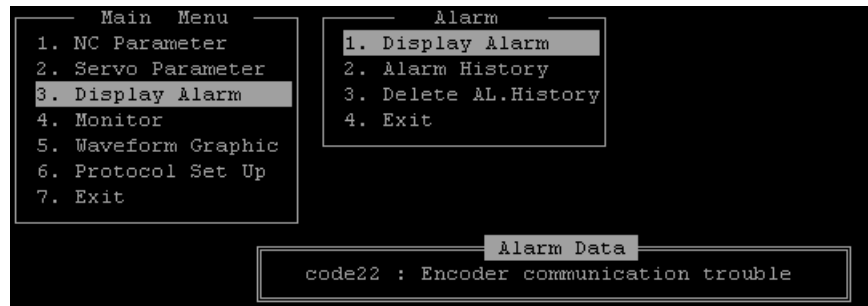 Main Menu
1. NC Parameter
2. Servo Parameter
3. Display Alarm
4. Monitor
5. Waveform Graphic
6. Protocol Set Up
7. Exit
Alarm
1. Display Alarm
2. Alarm History
3. Delete AL.History
4. Exit
Alarm Data
code22 : Encoder communication trouble